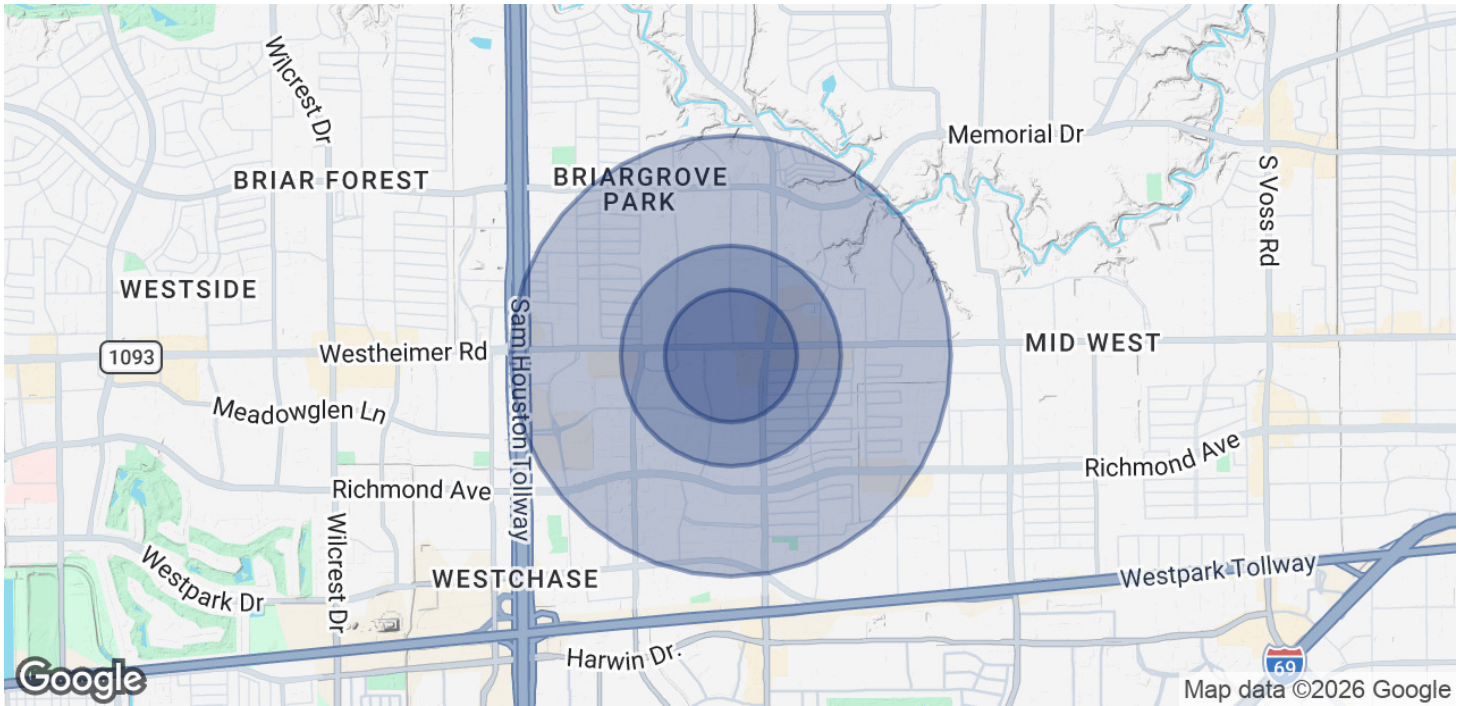 Wilcrest Dr
Memorial Dr
S Voss Rd
BRIAR FOREST
BRIARGROVE
PARK
WESTSIDE
Sam Houston Tollway
1093
Westheimer Rd
MID WEST
Meadowglen Ln
Richmond Ave
Richmond Ave
Wilcrest Dr
Westpark Dr
WESTCHASE
Westpark Tollway
Harwin Dr.
69
Google
Map data ©2026 Google